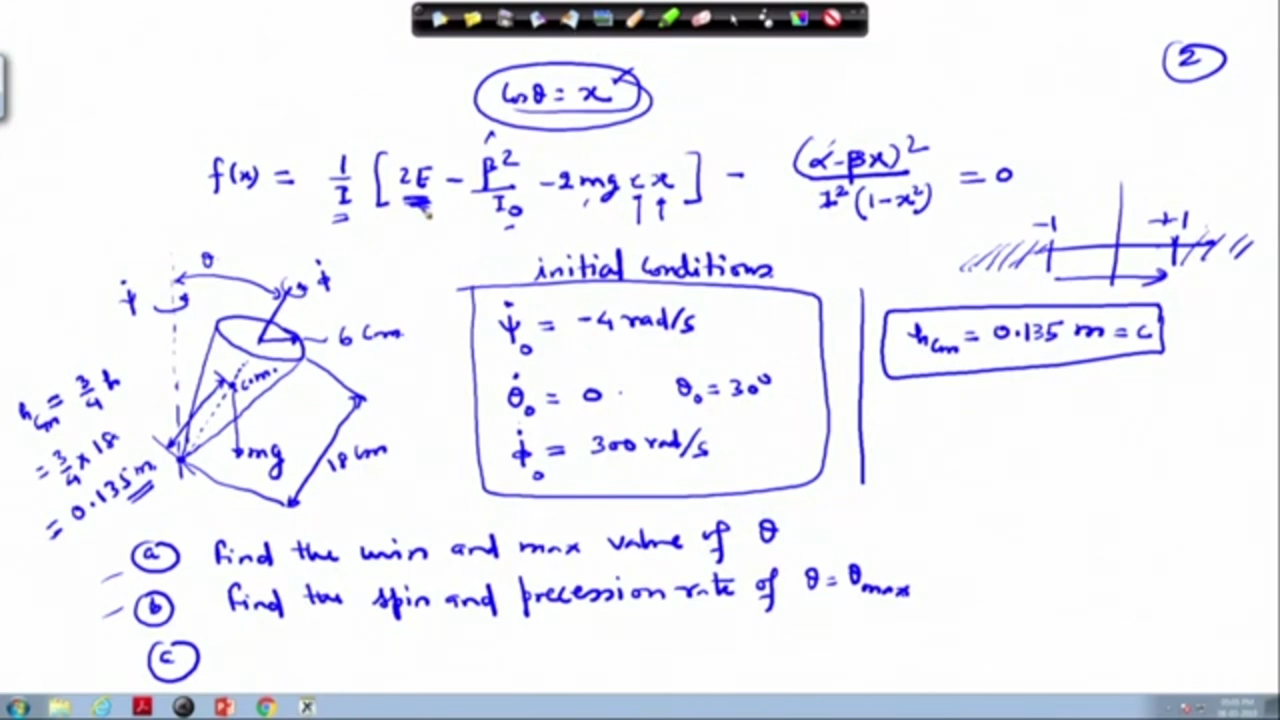 2
cos θ = x
f(x) = 1/I [2E - β²/I₀ - 2mg c x] - (α-βx)²/I²(1-x²) = 0
-1 +1
θ
ψ̇ φ̇
6 cm
c.m.
mg
18 cm
h_cm = 3/4 h
= 3/4 × 18
= 0.135 m
initial conditions
ψ̇₀ = -4 rad/s
θ̇₀ = 0. θ₀ = 30°
φ̇₀ = 300 rad/s
h_cm = 0.135 m = c
(a) find the min and max value of θ
(b) find the spin and precession rate of θ = θmax
(c)